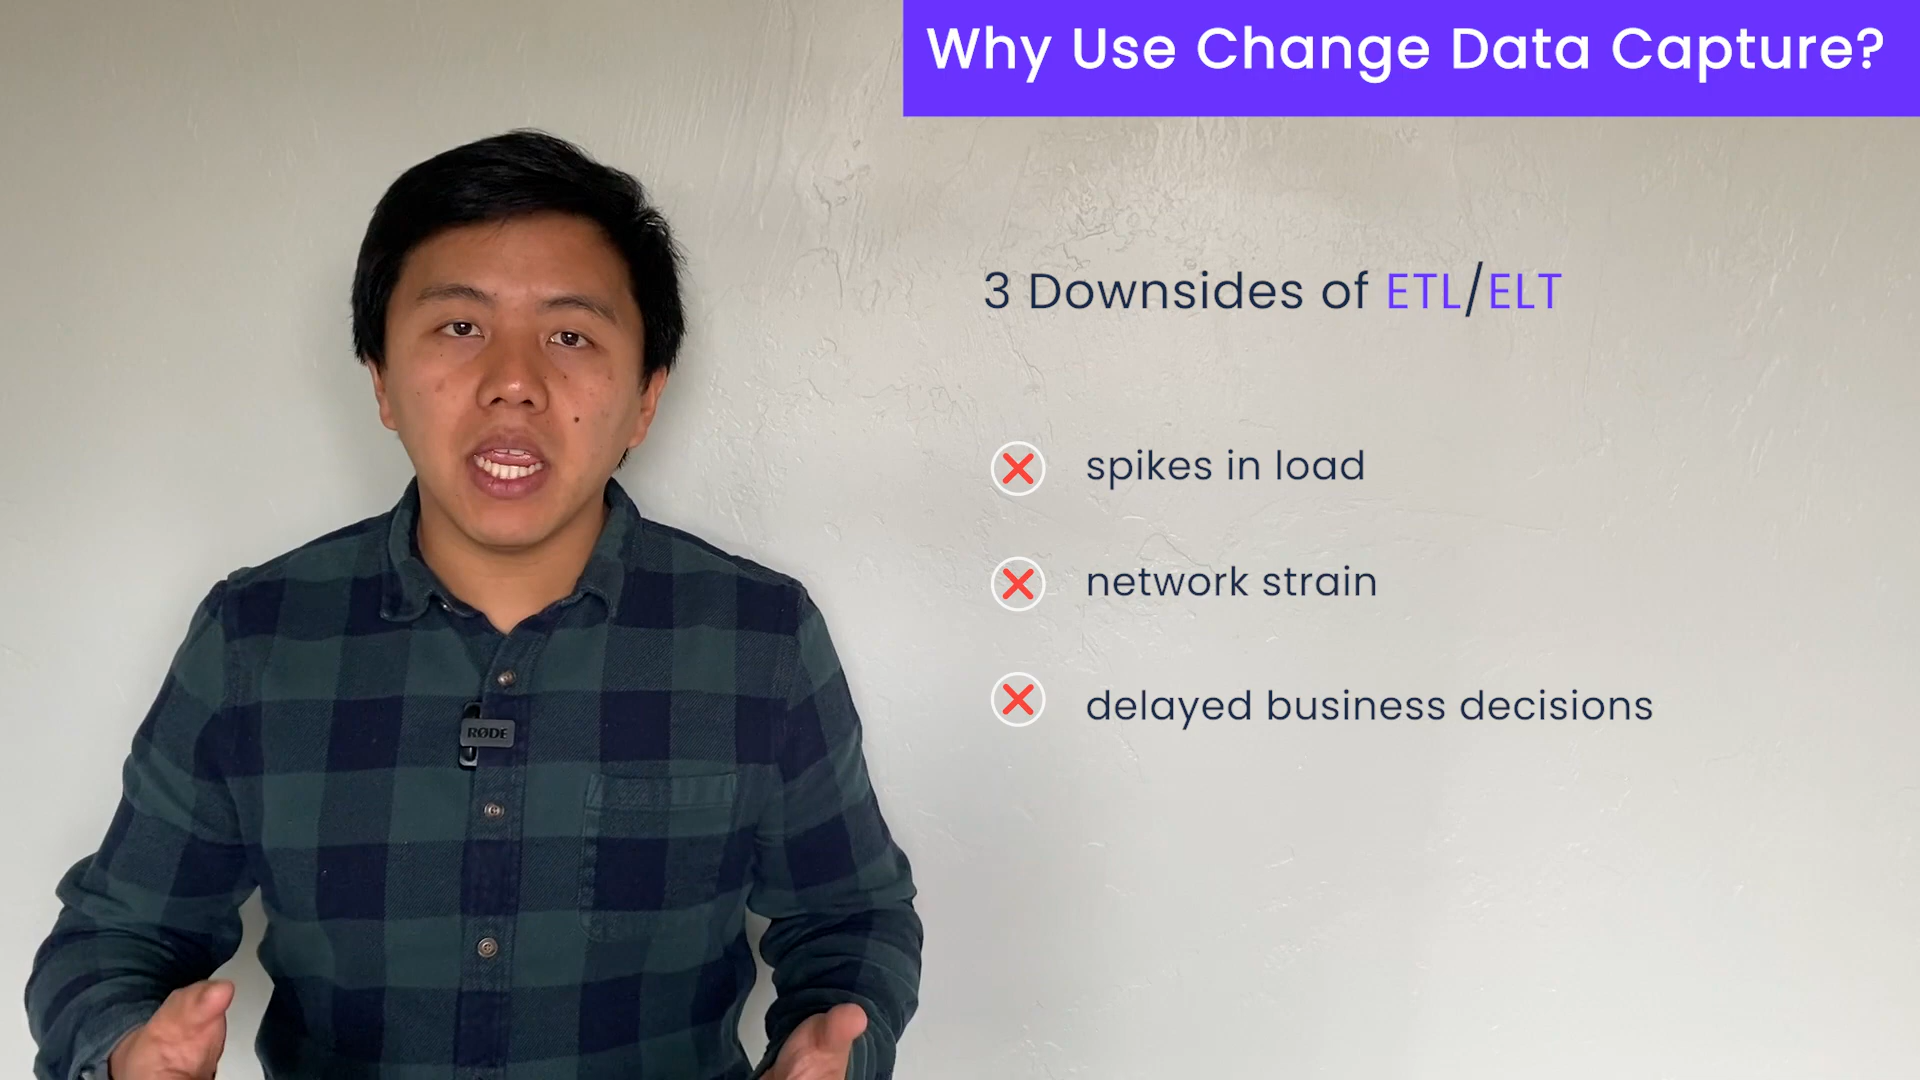 Why Use Change Data Capture?
3 Downsides of ETL/ELT
spikes in load
network strain
delayed business decisions
RØDE